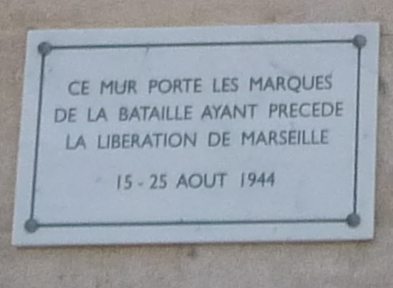 CE MUR PORTE LES MARQUES
DE LA BATAILLE AYANT PRECEDE
LA LIBERATION DE MARSEILLE
15 - 25 AOUT 1944